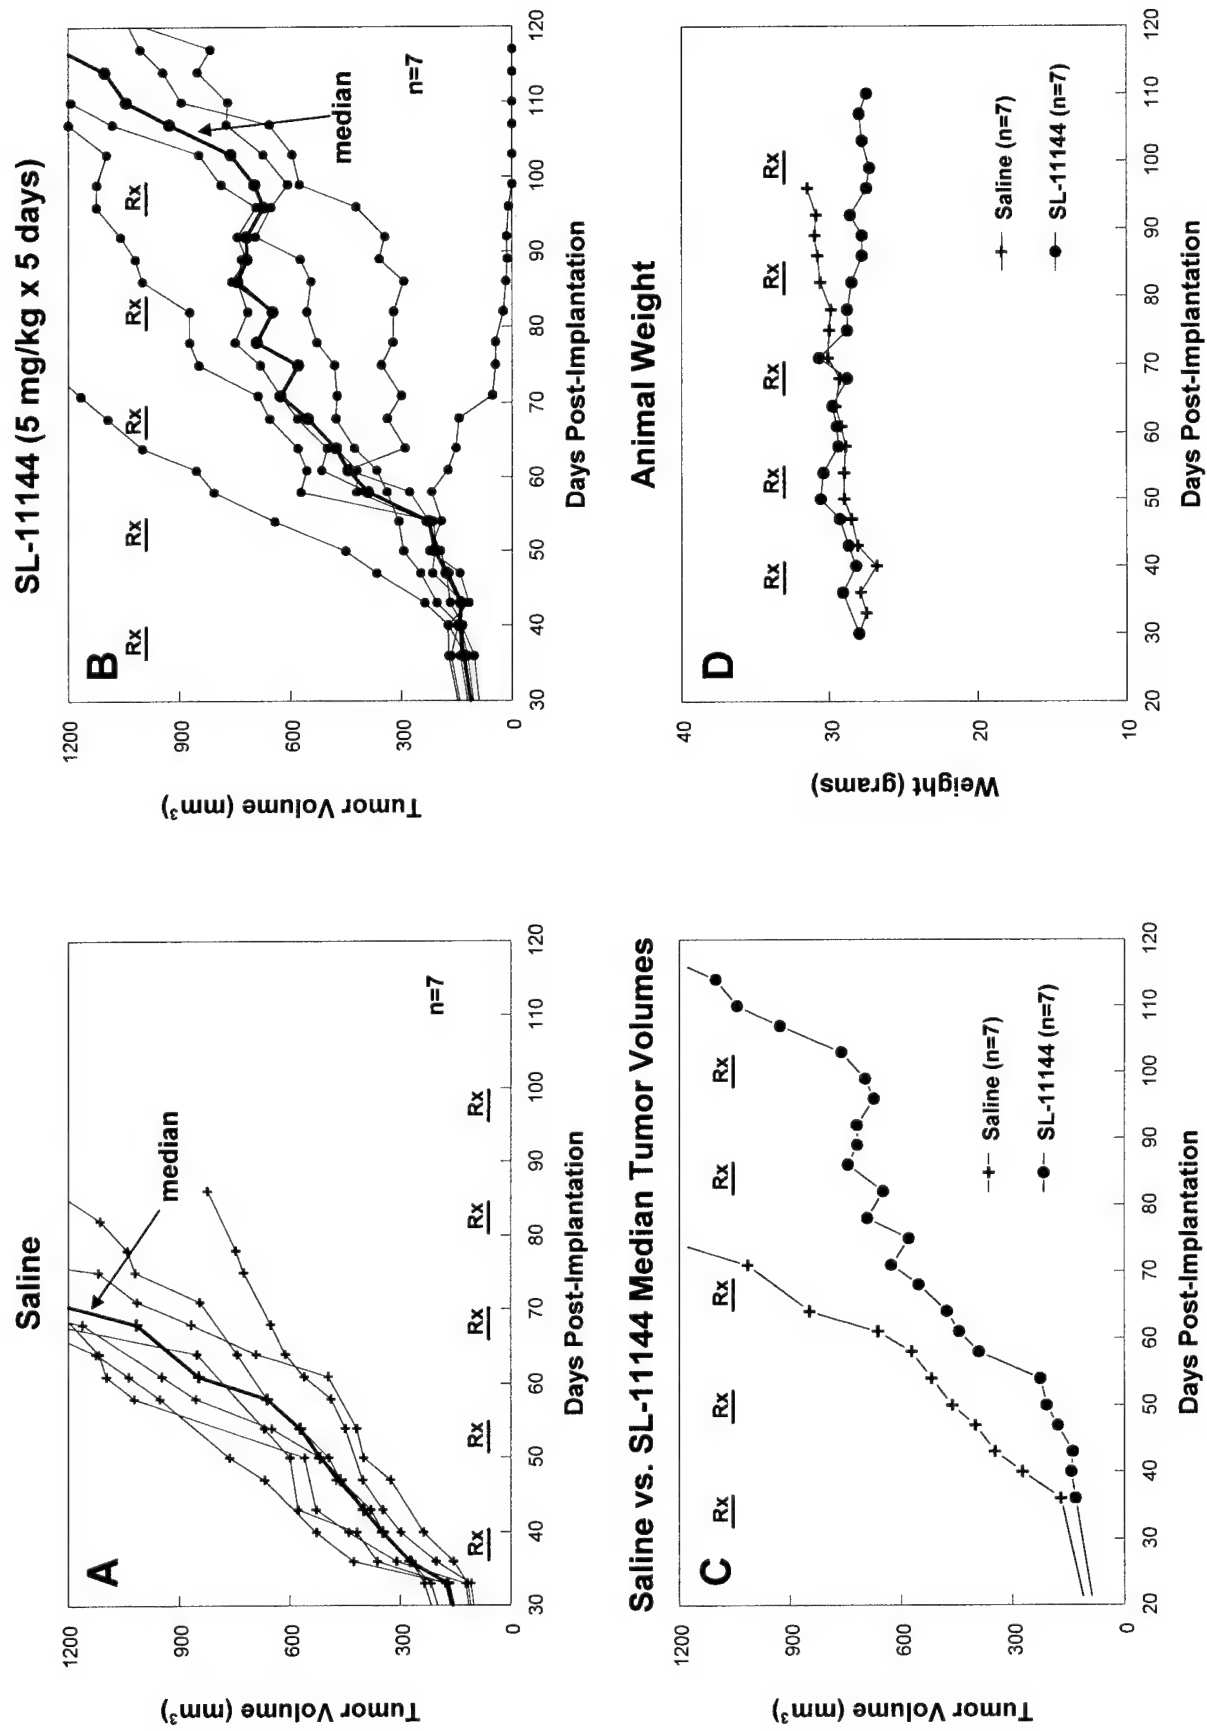 Saline
A
median
n=7
Rx Rx Rx Rx Rx
1200
900
600
300
0
Tumor Volume (mm³)
30 40 50 60 70 80 90 100 110 120
Days Post-Implantation
SL-11144 (5 mg/kg x 5 days)
B
Rx Rx Rx Rx Rx
median
n=7
1200
900
600
300
0
Tumor Volume (mm³)
30 40 50 60 70 80 90 100 110 120
Days Post-Implantation
Saline vs. SL-11144 Median Tumor Volumes
C
Rx Rx Rx Rx Rx
Saline (n=7)
SL-11144 (n=7)
1200
900
600
300
0
Tumor Volume (mm³)
20 30 40 50 60 70 80 90 100 110 120
Days Post-Implantation
Animal Weight
D
Rx Rx Rx Rx Rx
Saline (n=7)
SL-11144 (n=7)
40
30
20
10
Weight (grams)
20 30 40 50 60 70 80 90 100 110 120
Days Post-Implantation